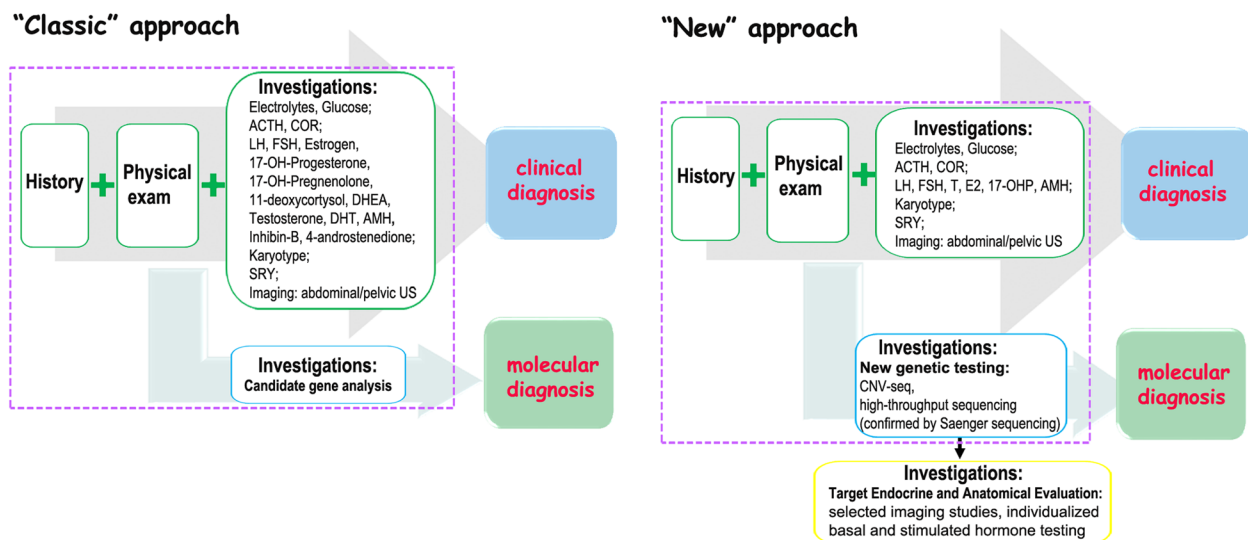 “Classic” approach
Investigations:
Electrolytes, Glucose;
ACTH, COR;
LH, FSH, Estrogen,
17-OH-Progesterone,
17-OH-Pregnenolone,
11-deoxycortisol, DHEA,
Testosterone, DHT, AMH,
Inhibin-B, 4-androstenedione;
Karyotype;
SRY;
Imaging: abdominal/pelvic US
History
+
Physical
exam
+
clinical
diagnosis
Investigations:
Candidate gene analysis
molecular
diagnosis
“New” approach
History
+
Physical
exam
+
Investigations:
Electrolytes, Glucose;
ACTH, COR;
LH, FSH, T, E2, 17-OHP, AMH;
Karyotype;
SRY;
Imaging: abdominal/pelvic US
clinical
diagnosis
Investigations:
New genetic testing:
CNV-seq,
high-throughput sequencing
(confirmed by Saenger sequencing)
molecular
diagnosis
Investigations:
Target Endocrine and Anatomical Evaluation:
selected imaging studies, individualized
basal and stimulated hormone testing